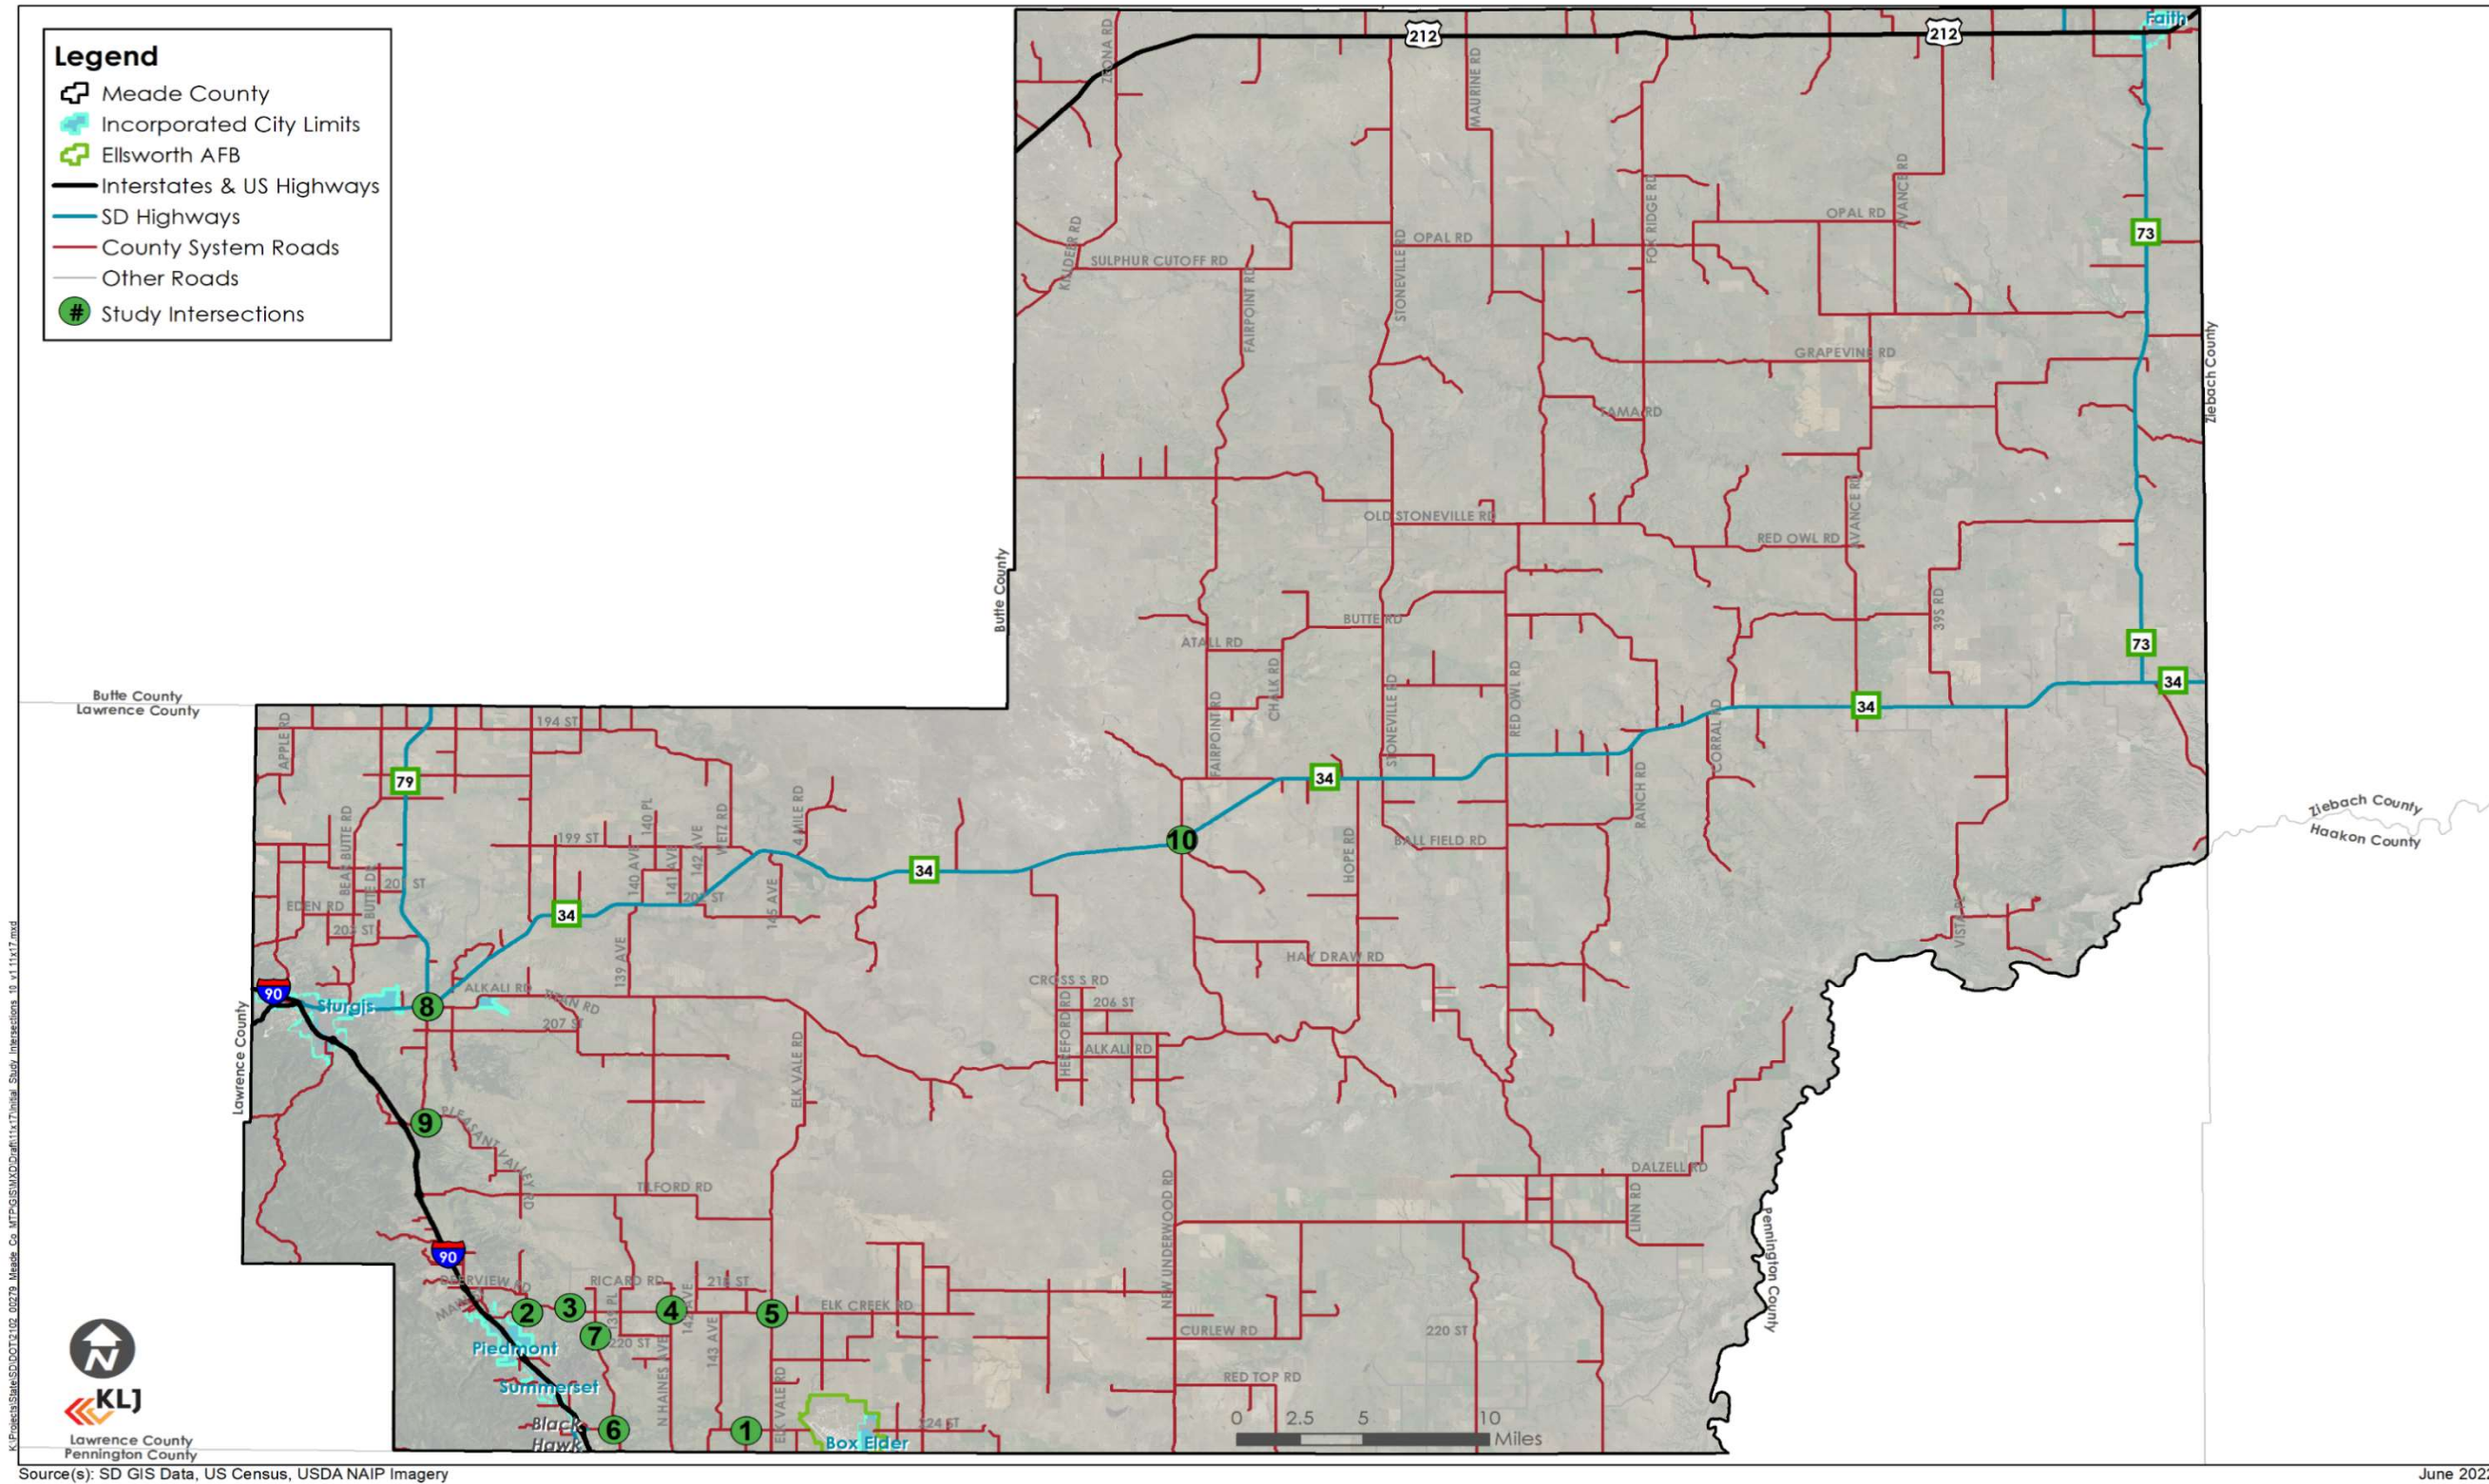 Legend
Meade County
Incorporated City Limits
Ellsworth AFB
Interstates & US Highways
SD Highways
County System Roads
Other Roads
# Study Intersections
212
212
Faith
ZEONA RD
MAURINE RD
AVANCE RD
FOX RIDGE RD
OPAL RD
OPAL RD
73
KILLDEER RD
SULPHUR CUTOFF RD
FAIRPOINT RD
STONEVILLE RD
GRAPEVINE RD
Ziebach County
TAMA RD
OLD STONEVILLE RD
RED OWL RD
AVANCE RD
Butte County
BUTTE RD
ATALL RD
39S RD
73
34
CHALK RD
FAIRPOINT RD
STONEVILLE RD
RED OWL RD
CORRAL RD
34
Butte County
Lawrence County
APPLE RD
194 ST
79
34
RANCH RD
Ziebach County
Haakon County
BEAR BUTTE RD
BUTTE DR
199 ST
140 PL
140 AVE
141 AVE
142 AVE
WETZ RD
4 MILE RD
10
HOPE RD
BALL FIELD RD
34
34
EDEN RD
203 ST
139 AVE
VISTA PL
HAY DRAW RD
90
Sturgis
8
ALKALI RD
207 ST
CROSS S RD
206 ST
HEREFORD RD
ALKALI RD
ELK VALE RD
Lawrence County
9
PLEASANT VALLEY RD
TILFORD RD
NEW UNDERWOOD RD
DALZELL RD
LINN RD
Pennington County
90
DEERVIEW RD
RICARD RD
2
3
4
5
7
ELK CREEK RD
142 AVE
143 AVE
220 ST
N HAINES AVE
CURLEW RD
220 ST
Piedmont
Summerset
RED TOP RD
ELK VALE RD
Black
Hawk
6
1
Box Elder
224 ST
0 2.5 5 10
Miles
N
KLJ
Lawrence County
Pennington County
Source(s): SD GIS Data, US Census, USDA NAIP Imagery